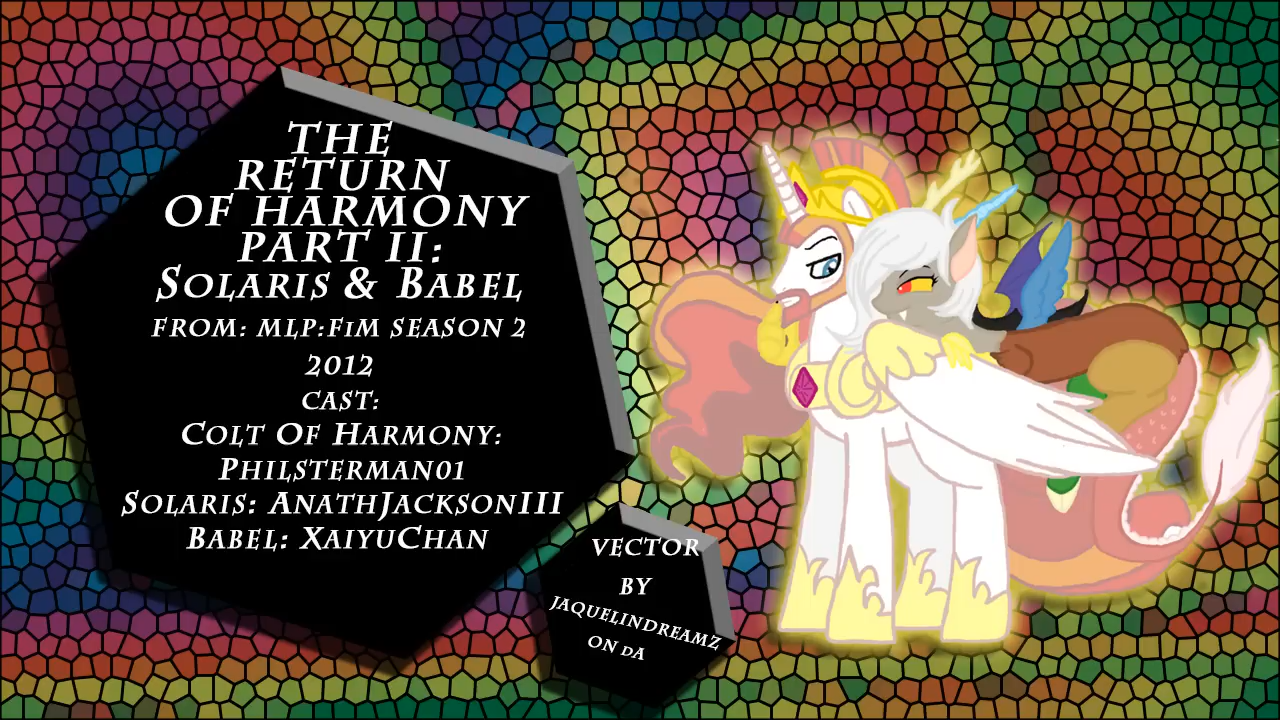 THE
RETURN
OF HARMONY
PART II:
SOLARIS & BABEL
FROM: MLP:FiM SEASON 2
2012
CAST:
COLT OF HARMONY:
PHILSTERMAN01
SOLARIS: ANATHJACKSONIII
BABEL: XAIYUCHAN
VECTOR
BY
JAQUELINDREAMZ
ON DA